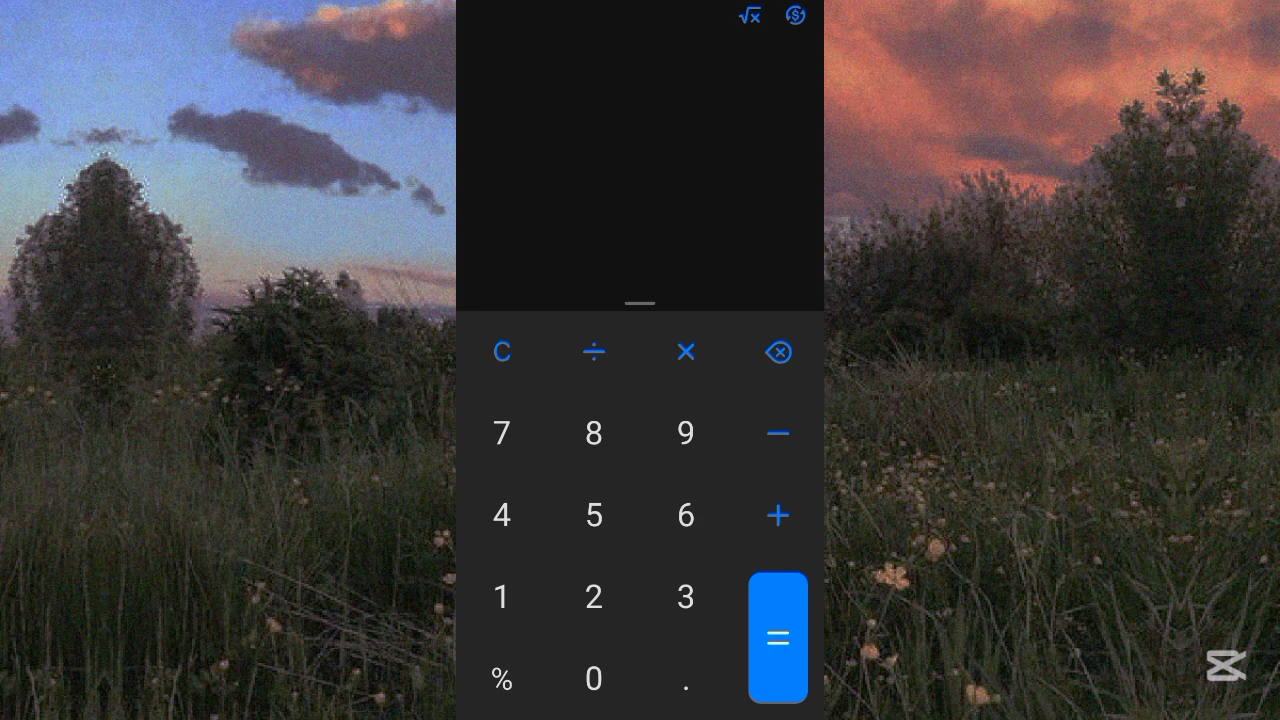 √x $
C ÷ ×
7 8 9 −
4 5 6 +
1 2 3 =
% 0 .